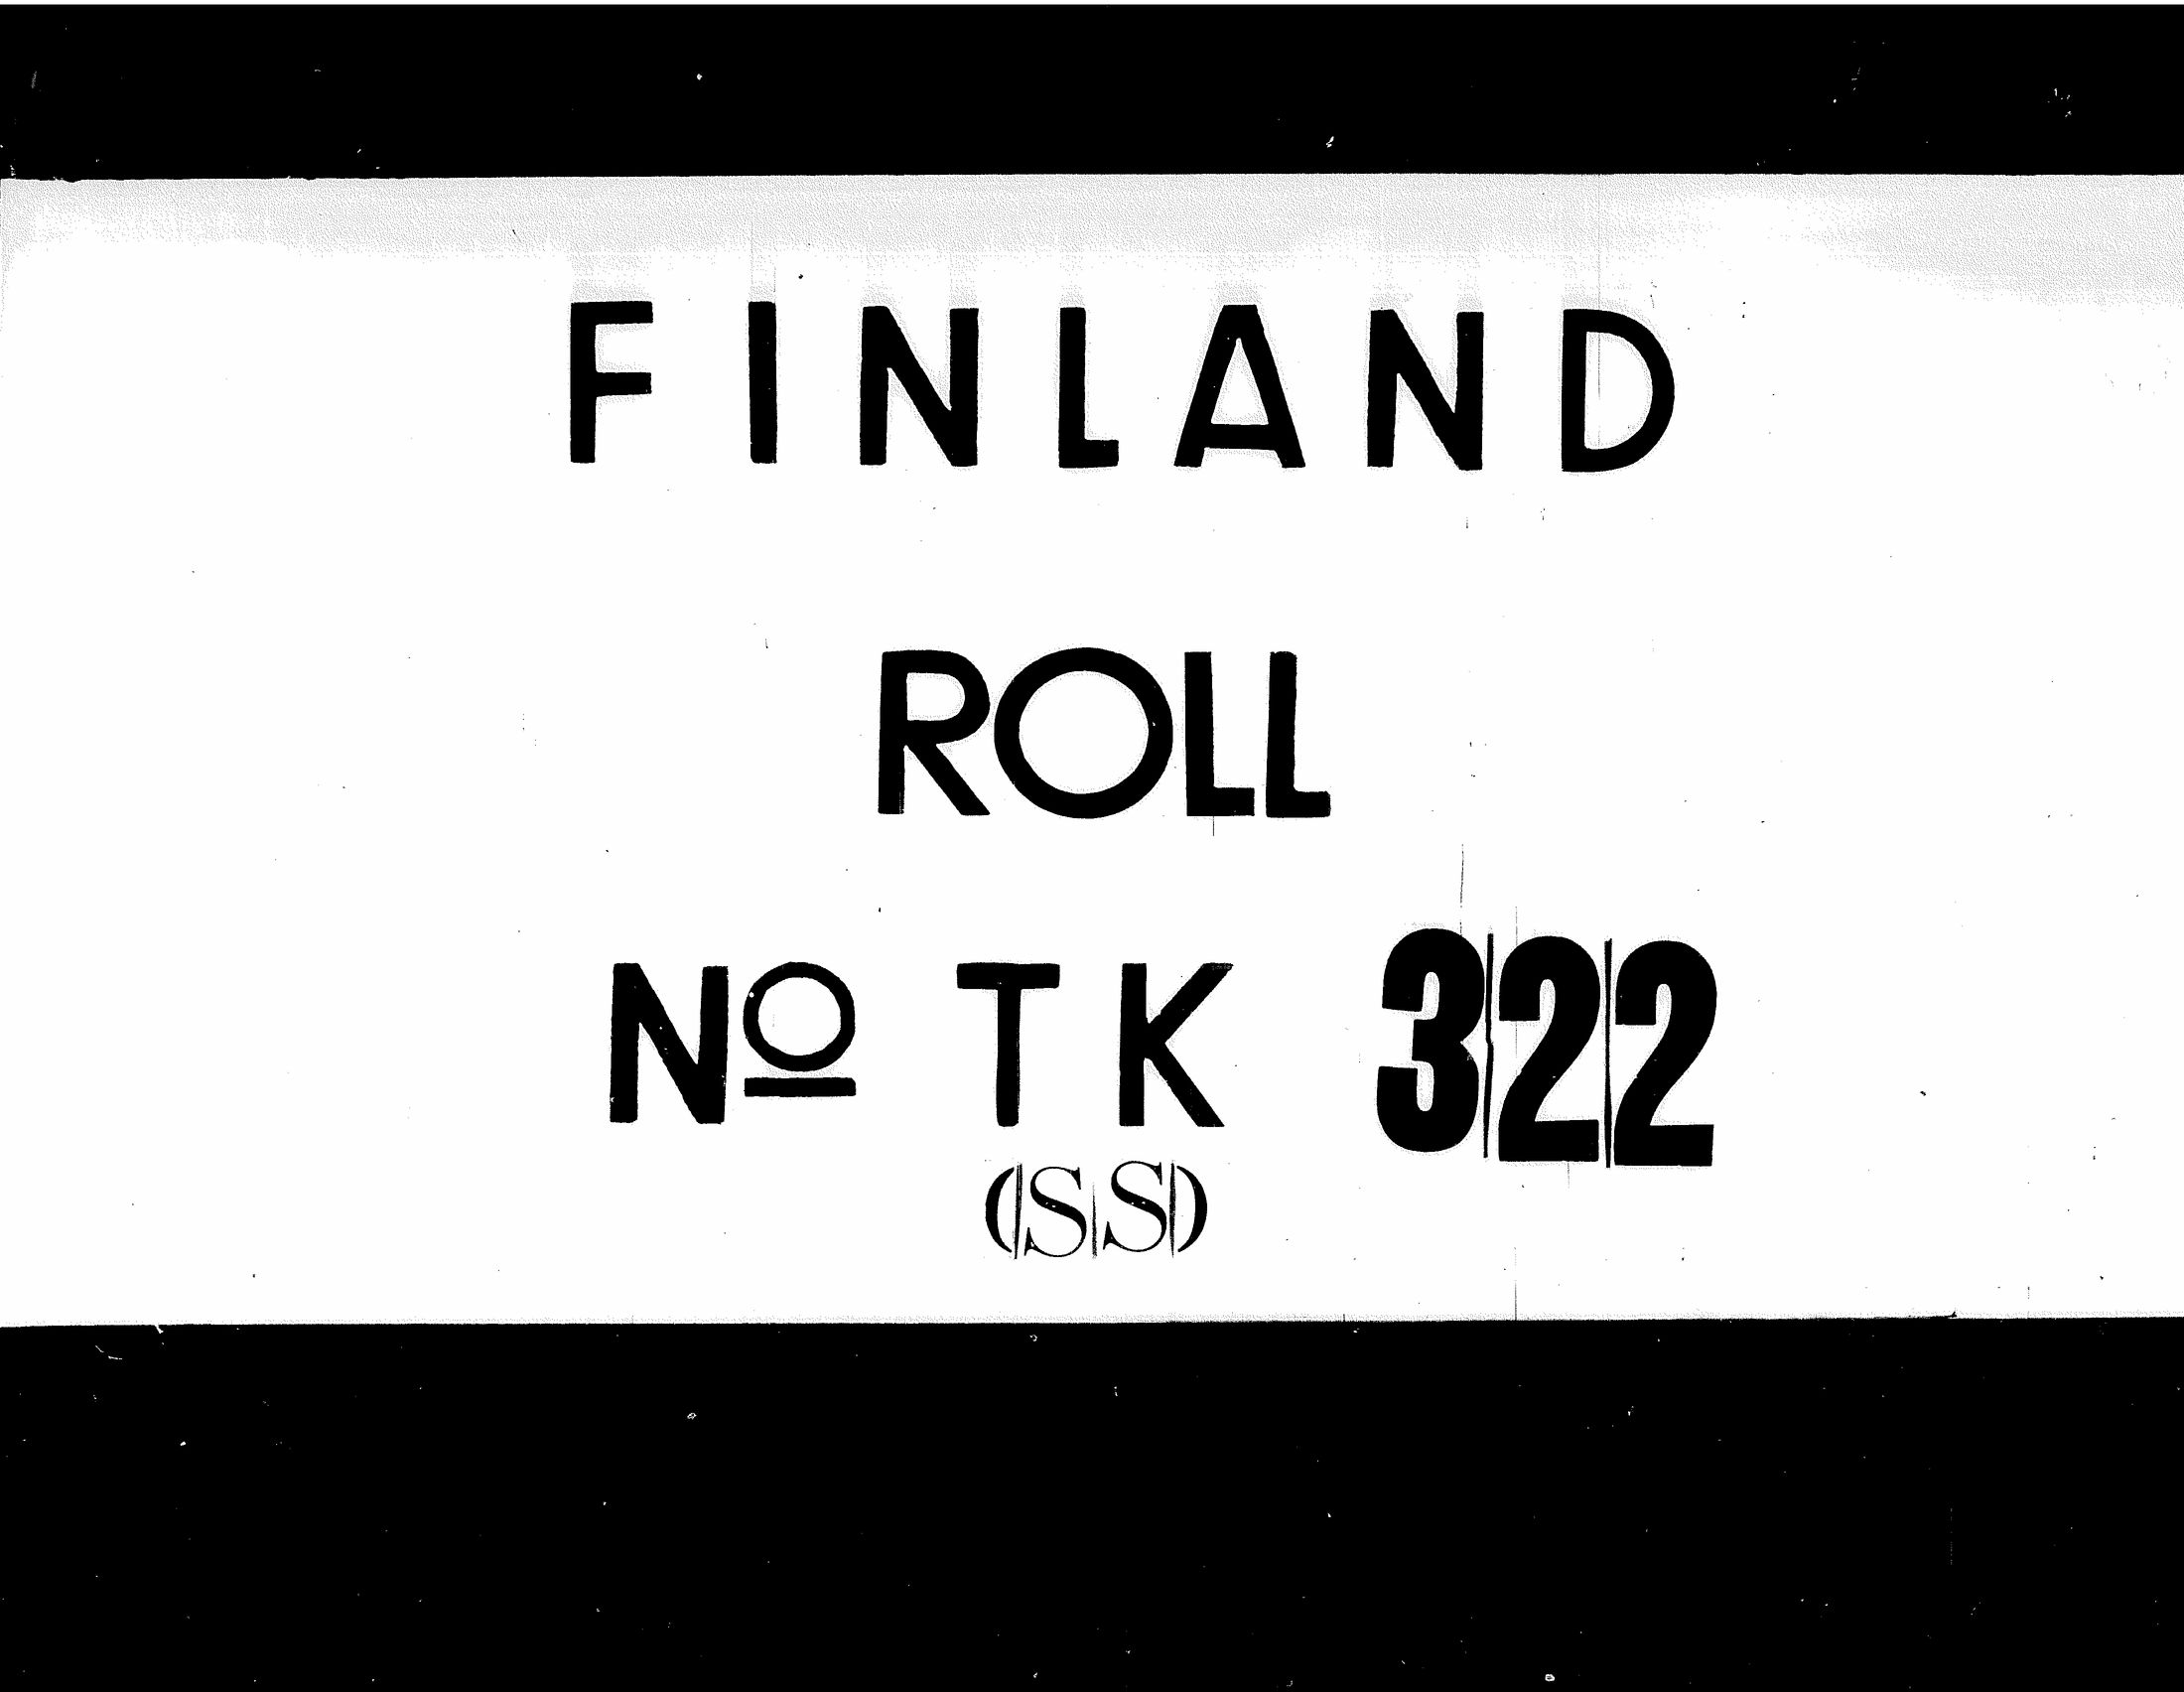 FINLAND
ROLL
Nº TK 322
(SS)